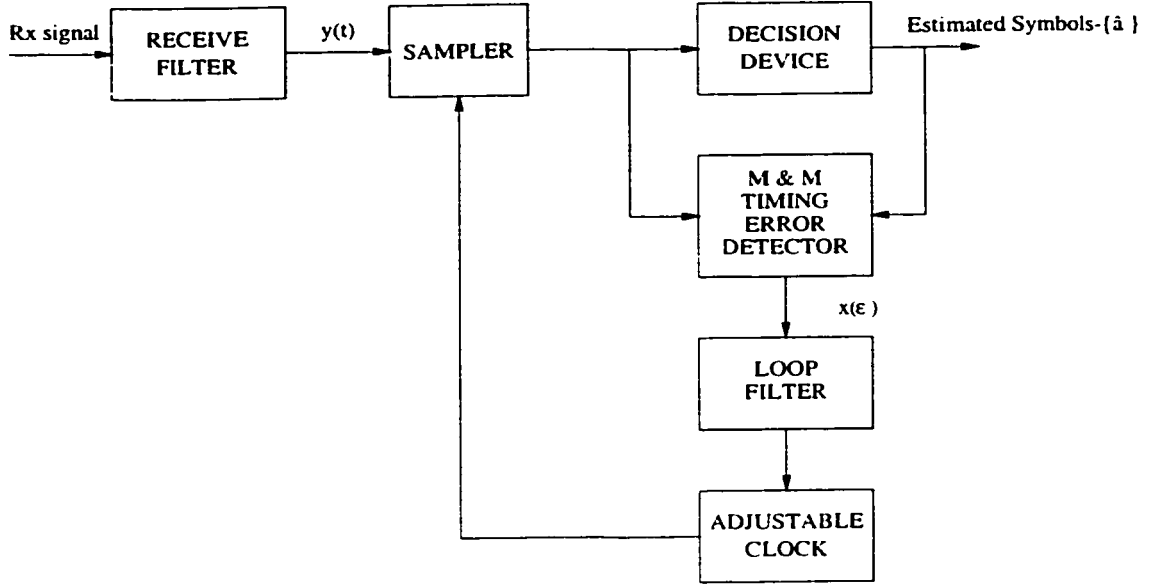 Rx signal
RECEIVE
FILTER
y(t)
SAMPLER
DECISION
DEVICE
Estimated Symbols-{â }
M & M
TIMING
ERROR
DETECTOR
x(ε )
LOOP
FILTER
ADJUSTABLE
CLOCK